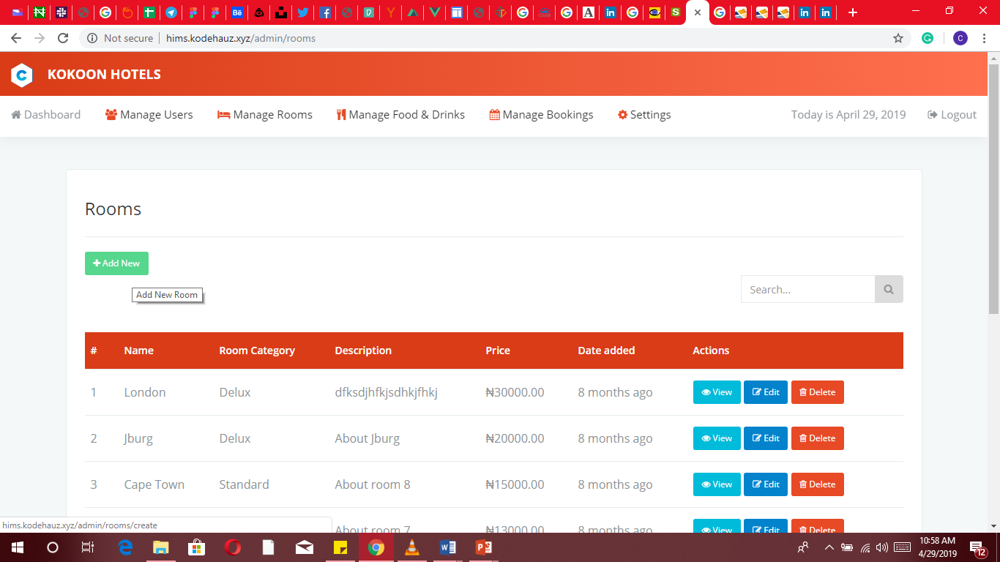 Not secure | hims.kodehauz.xyz/admin/rooms
C
C KOKOON HOTELS
Dashboard Manage Users Manage Rooms Manage Food & Drinks Manage Bookings Settings Today is April 29, 2019 Logout
Rooms
Add New
Add New Room
Search...
# Name Room Category Description Price Date added Actions
1 London Delux dfksdjhfkjsdhkjfhkj ₦30000.00 8 months ago View Edit Delete
2 Jburg Delux About Jburg ₦20000.00 8 months ago View Edit Delete
3 Cape Town Standard About room 8 ₦15000.00 8 months ago View Edit Delete
About room 7 ₦13000.00 8 months ago View Edit Delete
hims.kodehauz.xyz/admin/rooms/create
10:58 AM
4/29/2019
12